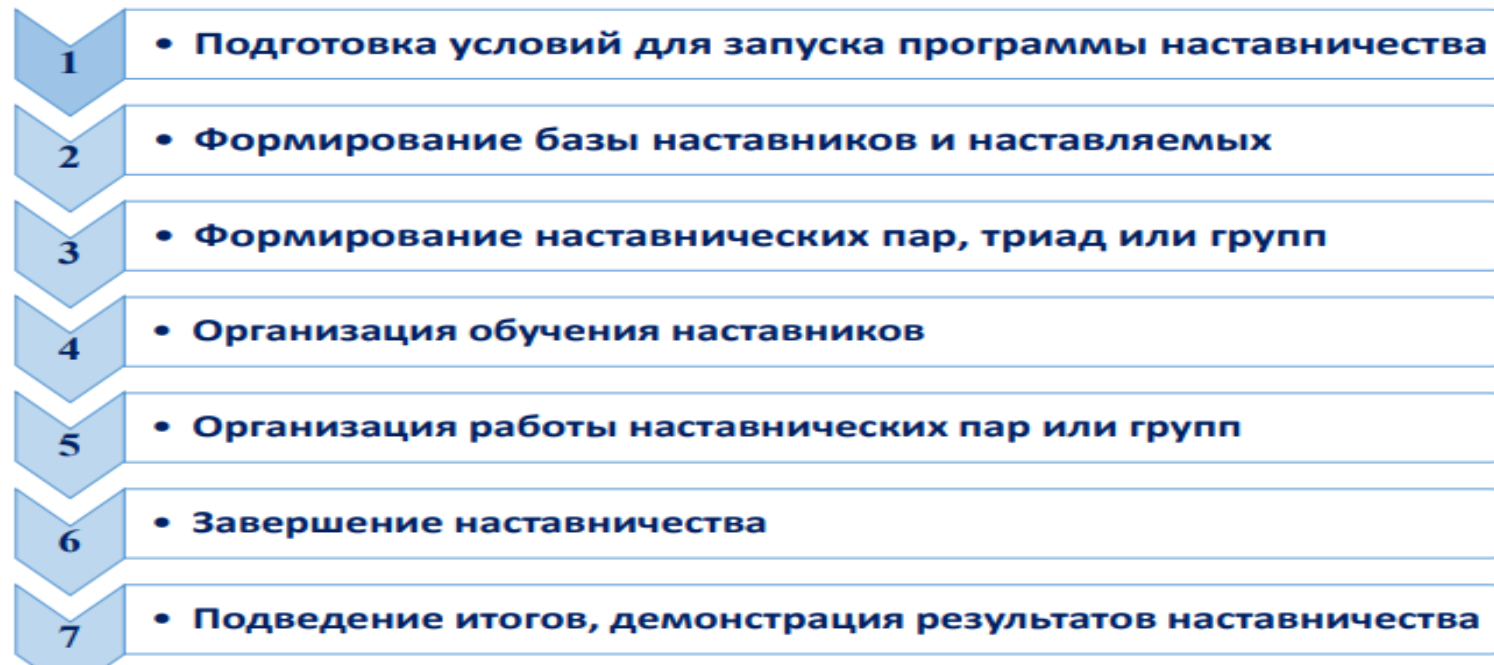 1 • Подготовка условий для запуска программы наставничества
2 • Формирование базы наставников и наставляемых
3 • Формирование наставнических пар, триад или групп
4 • Организация обучения наставников
5 • Организация работы наставнических пар или групп
6 • Завершение наставничества
7 • Подведение итогов, демонстрация результатов наставничества